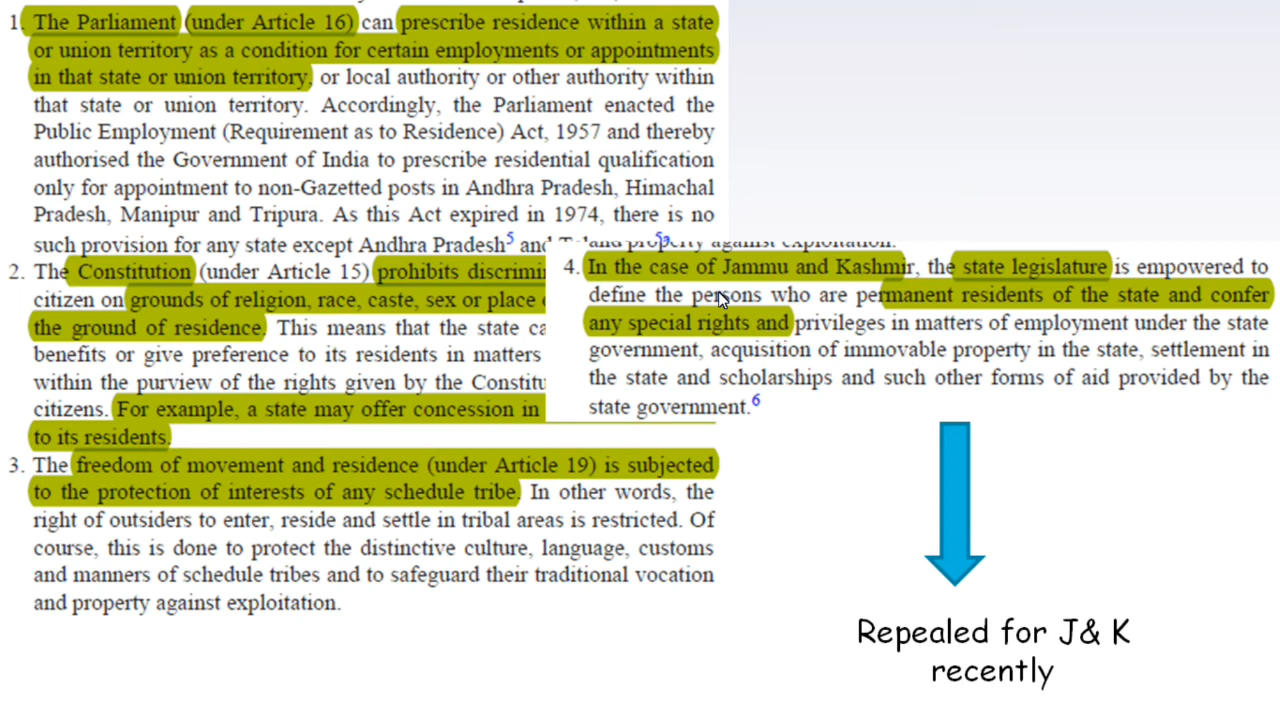 1. The Parliament (under Article 16) can prescribe residence within a state
or union territory as a condition for certain employments or appointments
in that state or union territory, or local authority or other authority within
that state or union territory. Accordingly, the Parliament enacted the
Public Employment (Requirement as to Residence) Act, 1957 and thereby
authorised the Government of India to prescribe residential qualification
only for appointment to non-Gazetted posts in Andhra Pradesh, Himachal
Pradesh, Manipur and Tripura. As this Act expired in 1974, there is no
such provision for any state except Andhra Pradesh5 and
2. The Constitution (under Article 15) prohibits discrimi
citizen on grounds of religion, race, caste, sex or place
the ground of residence. This means that the state ca
benefits or give preference to its residents in matters
within the purview of the rights given by the Constitu
citizens. For example, a state may offer concession in
to its residents.
3. The freedom of movement and residence (under Article 19) is subjected
to the protection of interests of any schedule tribe. In other words, the
right of outsiders to enter, reside and settle in tribal areas is restricted. Of
course, this is done to protect the distinctive culture, language, customs
and manners of schedule tribes and to safeguard their traditional vocation
and property against exploitation.
and property against exploitation.
4. In the case of Jammu and Kashmir, the state legislature is empowered to
define the persons who are permanent residents of the state and confer
any special rights and privileges in matters of employment under the state
government, acquisition of immovable property in the state, settlement in
the state and scholarships and such other forms of aid provided by the
state government.6
Repealed for J& K
recently